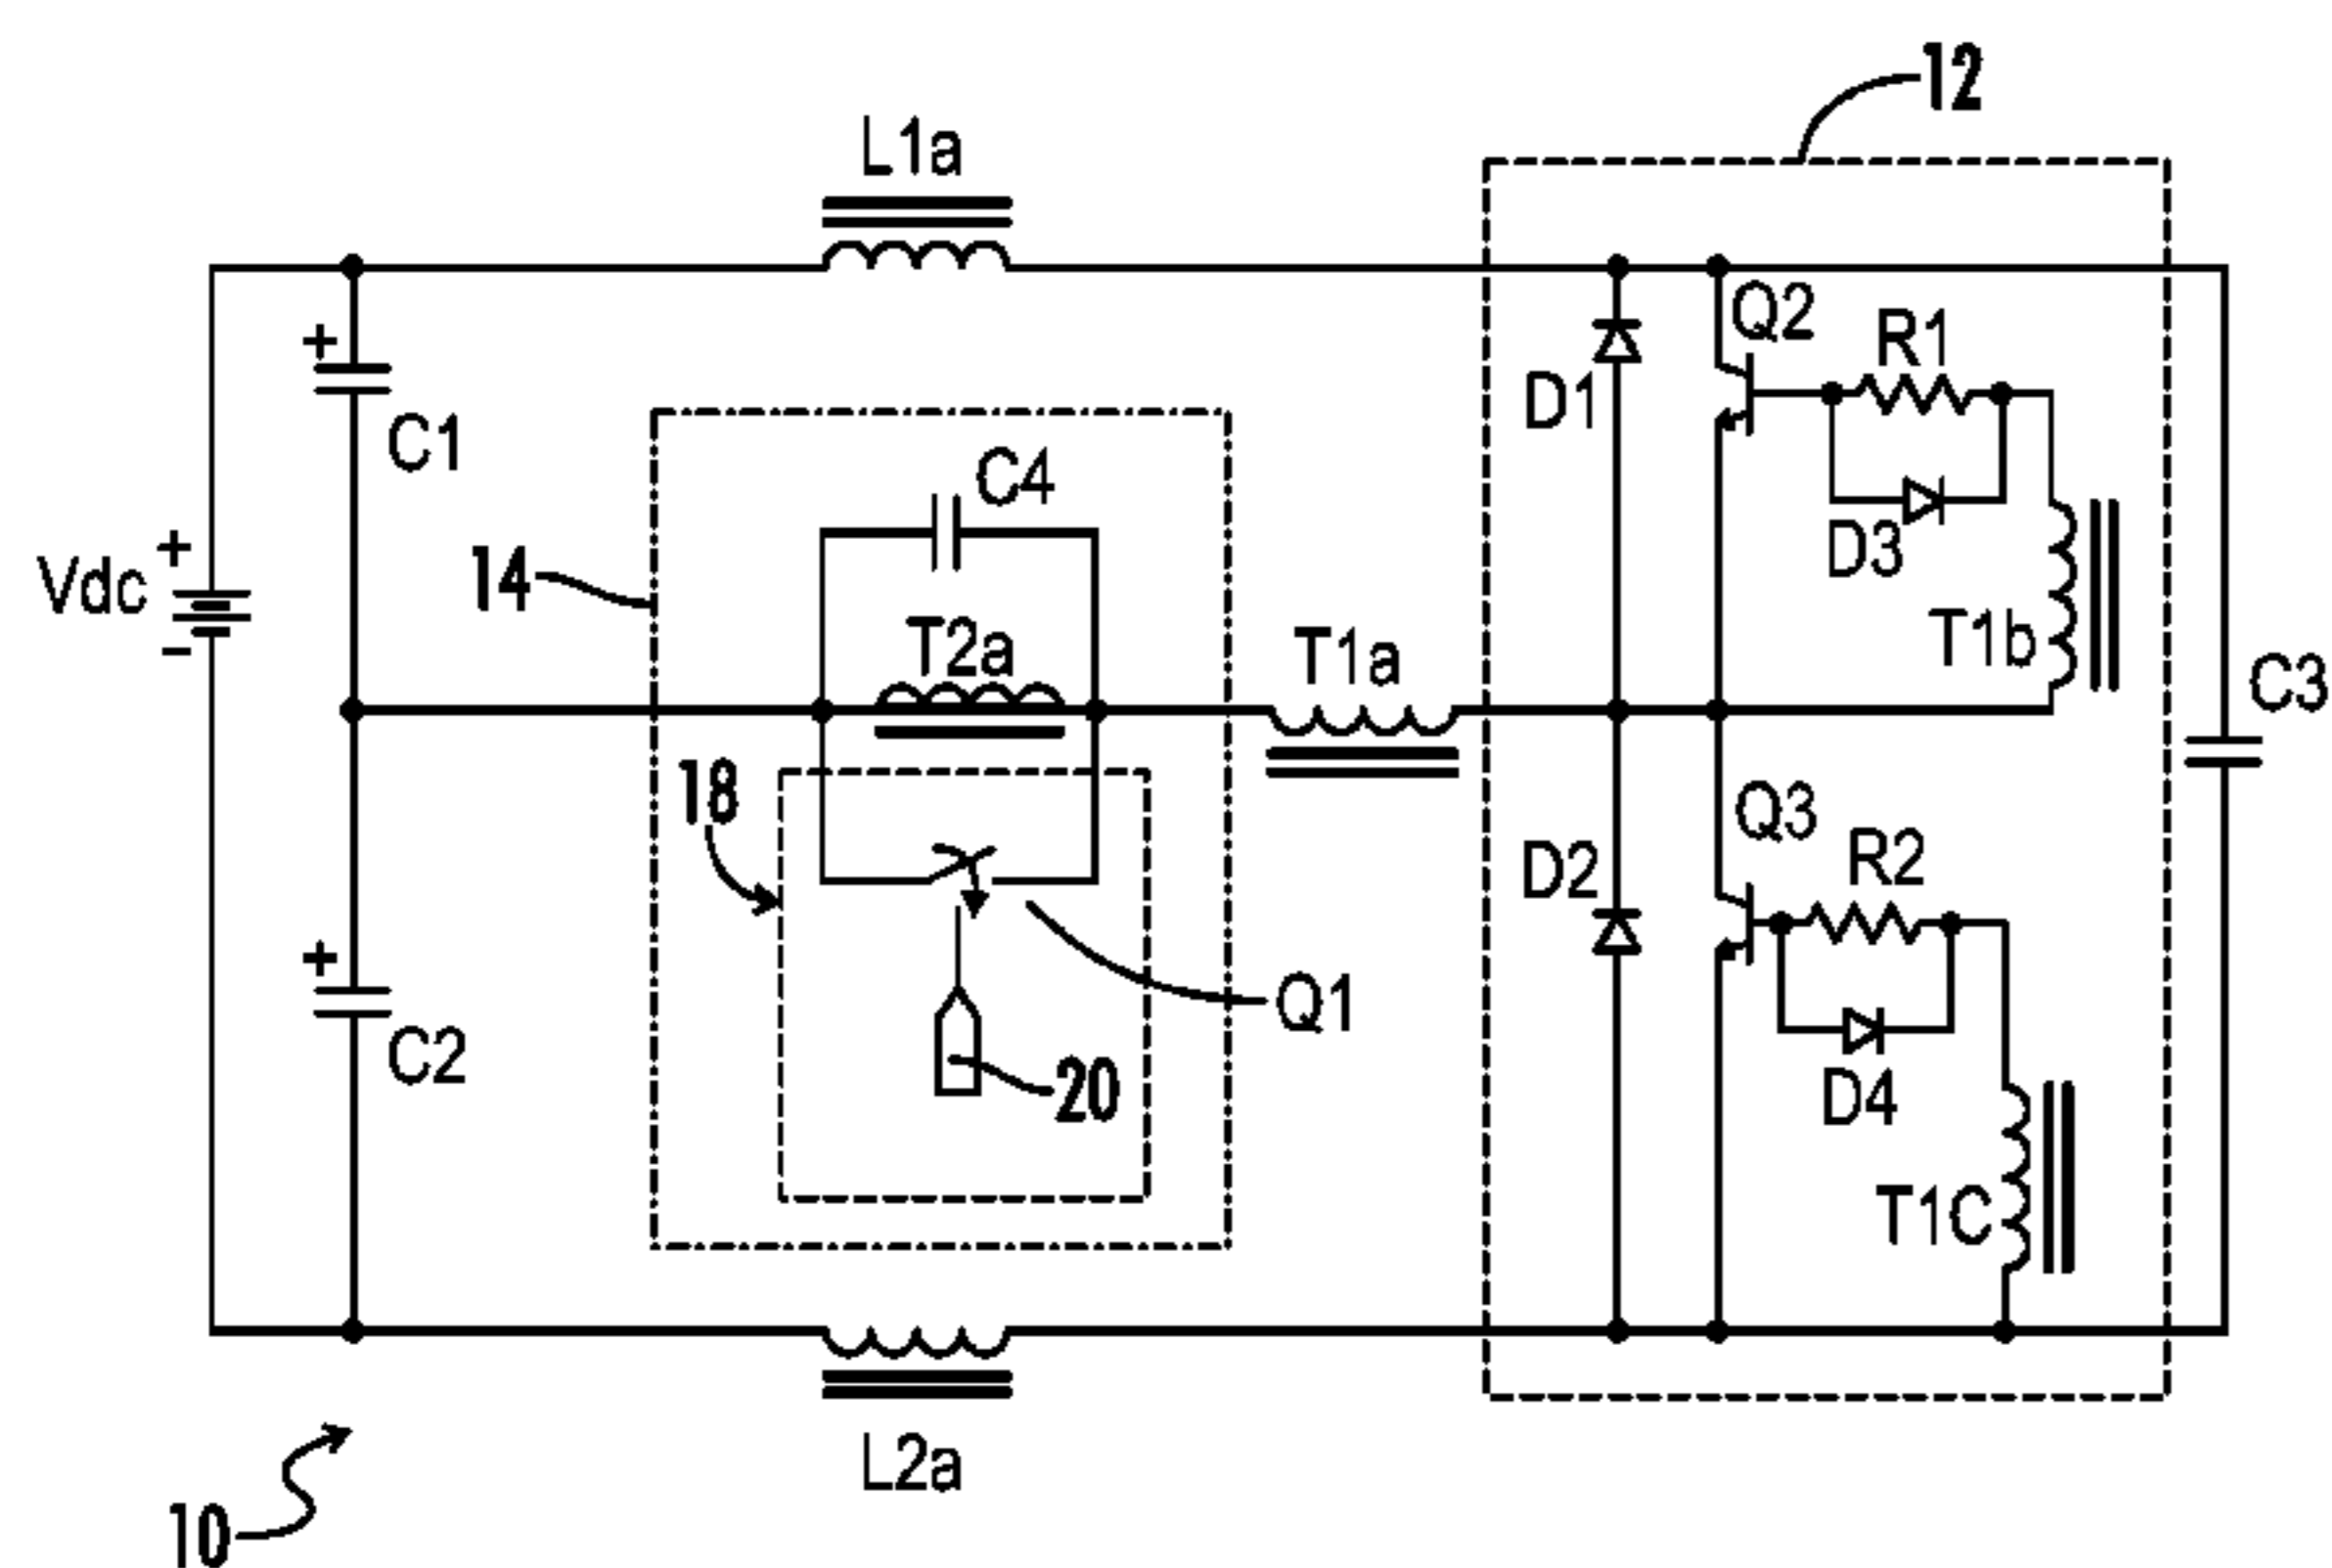 12
L1a
+
C1
Q2
R1
D1
D3
C4
Vdc
+
-
14
T2a
T1a
T1b
C3
18
Q3
R2
D2
+
C2
Q1
20
D4
T1C
L2a
10